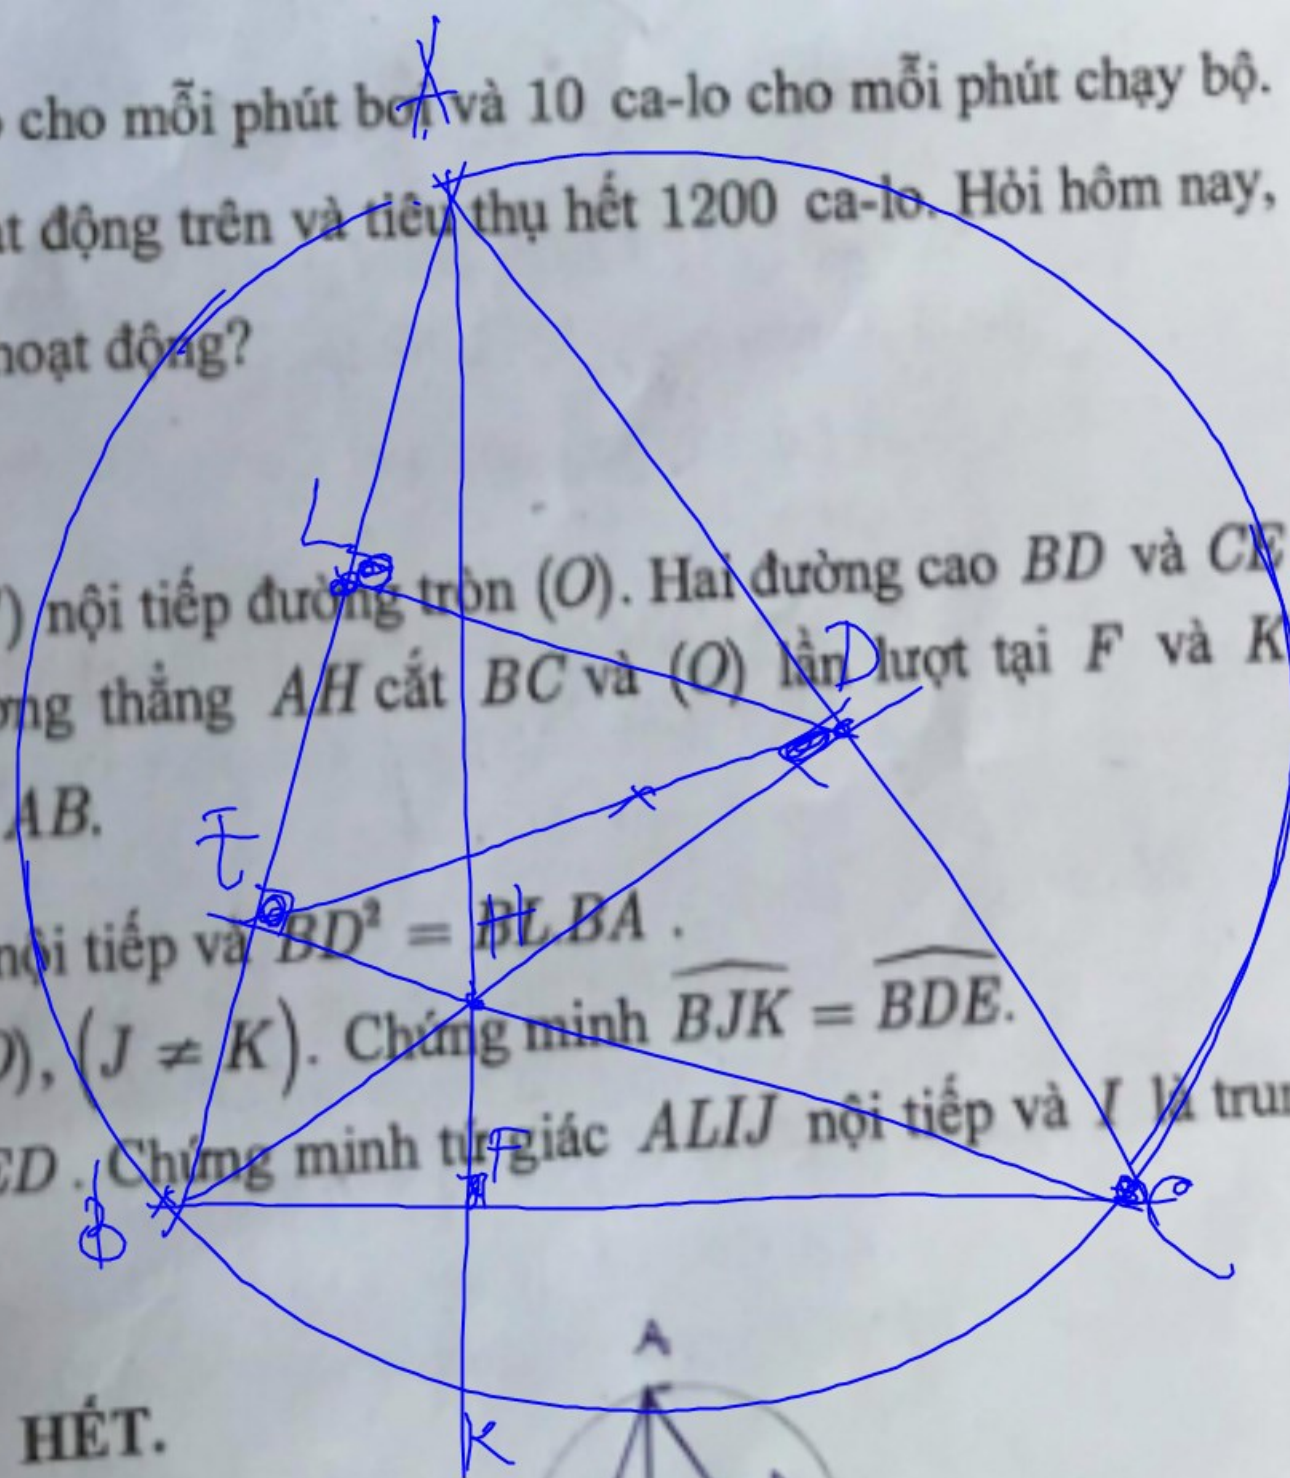 A
cho mỗi phút bơi và 10 ca-lo cho mỗi phút chạy bộ.
động trên và tiêu thụ hết 1200 ca-lo. Hỏi hôm nay,
hoạt động?
L
) nội tiếp đường tròn (O). Hai đường cao BD và CE
D
thẳng AH cắt BC và (O) lần lượt tại F và K
AB.
E
H
nội tiếp và BD² = BL.BA .
), (J ≠ K). Chứng minh \widehat{BJK} = \widehat{BDE}.
ED . Chứng minh tứ giác ALIJ nội tiếp và I là
F
B
C
A
HẾT.
K